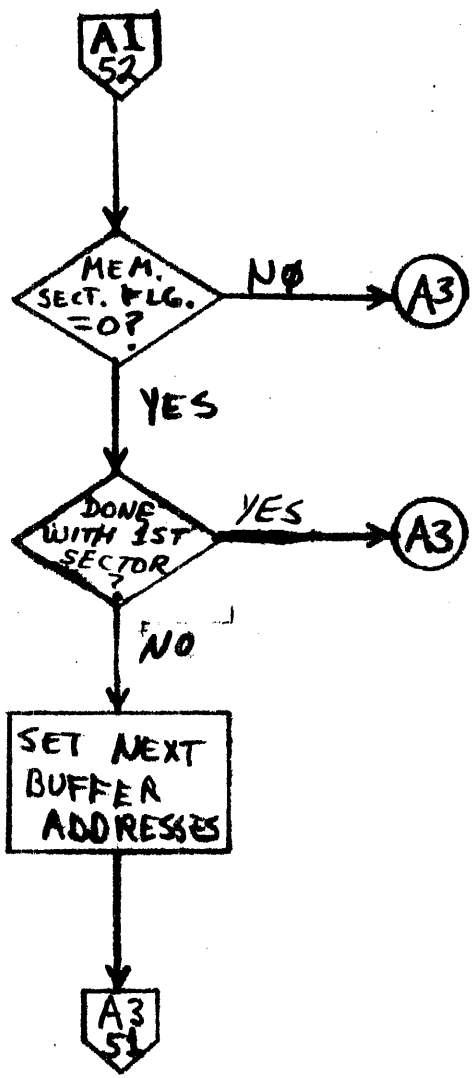 A1
52
MEM.
SECT. FLG.
=0?
NØ
A3
YES
DONE
WITH 1ST
SECTOR
?
YES
A3
NO
SET NEXT
BUFFER
ADDRESSES
A3
51